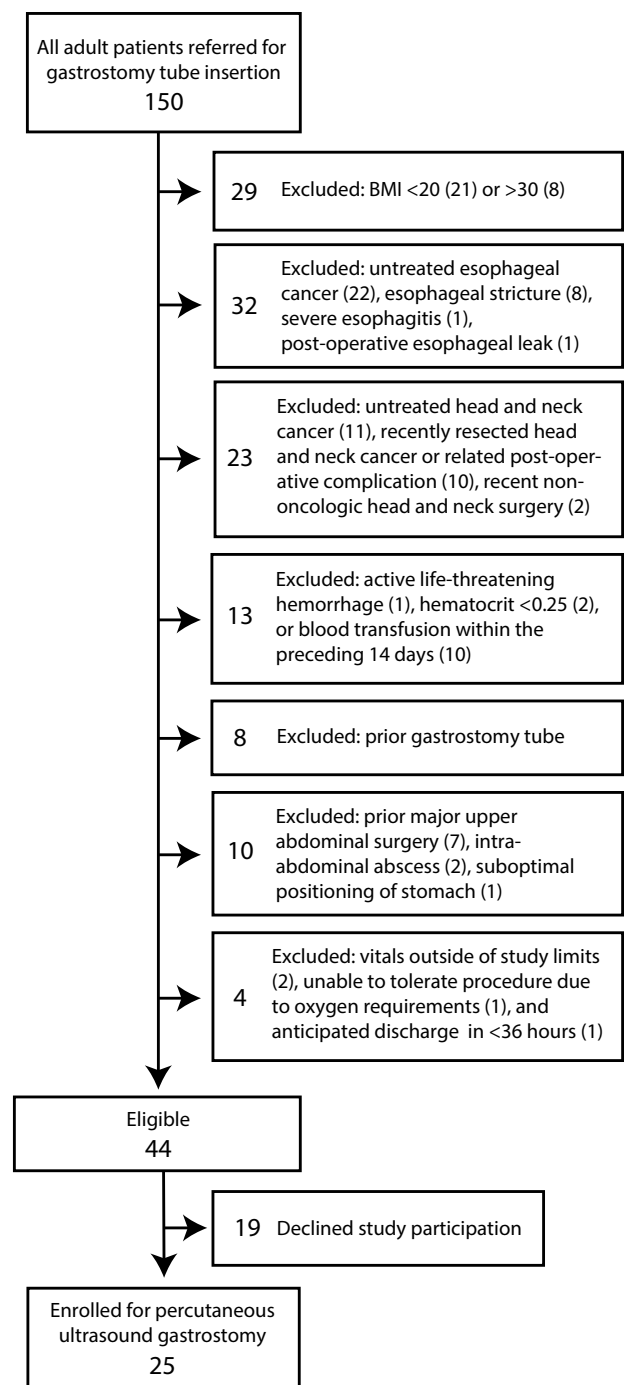 All adult patients referred for
gastrostomy tube insertion
150
29 Excluded: BMI <20 (21) or >30 (8)
Excluded: untreated esophageal
cancer (22), esophageal stricture (8),
32 severe esophagitis (1),
post-operative esophageal leak (1)
Excluded: untreated head and neck
cancer (11), recently resected head
23 and neck cancer or related post-oper-
ative complication (10), recent non-
oncologic head and neck surgery (2)
Excluded: active life-threatening
13 hemorrhage (1), hematocrit <0.25 (2),
or blood transfusion within the
preceding 14 days (10)
8 Excluded: prior gastrostomy tube
Excluded: prior major upper
10 abdominal surgery (7), intra-
abdominal abscess (2), suboptimal
positioning of stomach (1)
Excluded: vitals outside of study limits
(2), unable to tolerate procedure due
4 to oxygen requirements (1), and
anticipated discharge in <36 hours (1)
Eligible
44
19 Declined study participation
Enrolled for percutaneous
ultrasound gastrostomy
25